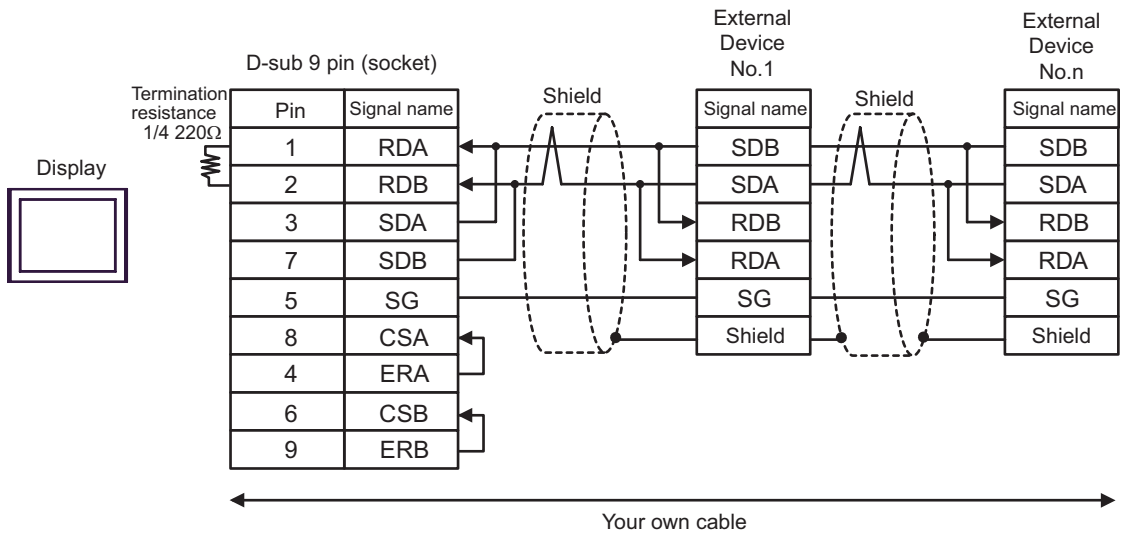 External
Device
No.1
External
Device
No.n
D-sub 9 pin (socket)
Termination
resistance
1/4 220Ω
Display
Shield
Shield
Pin Signal name
1 RDA
2 RDB
3 SDA
7 SDB
5 SG
8 CSA
4 ERA
6 CSB
9 ERB
Signal name
SDB
SDA
RDB
RDA
SG
Shield
Signal name
SDB
SDA
RDB
RDA
SG
Shield
Your own cable